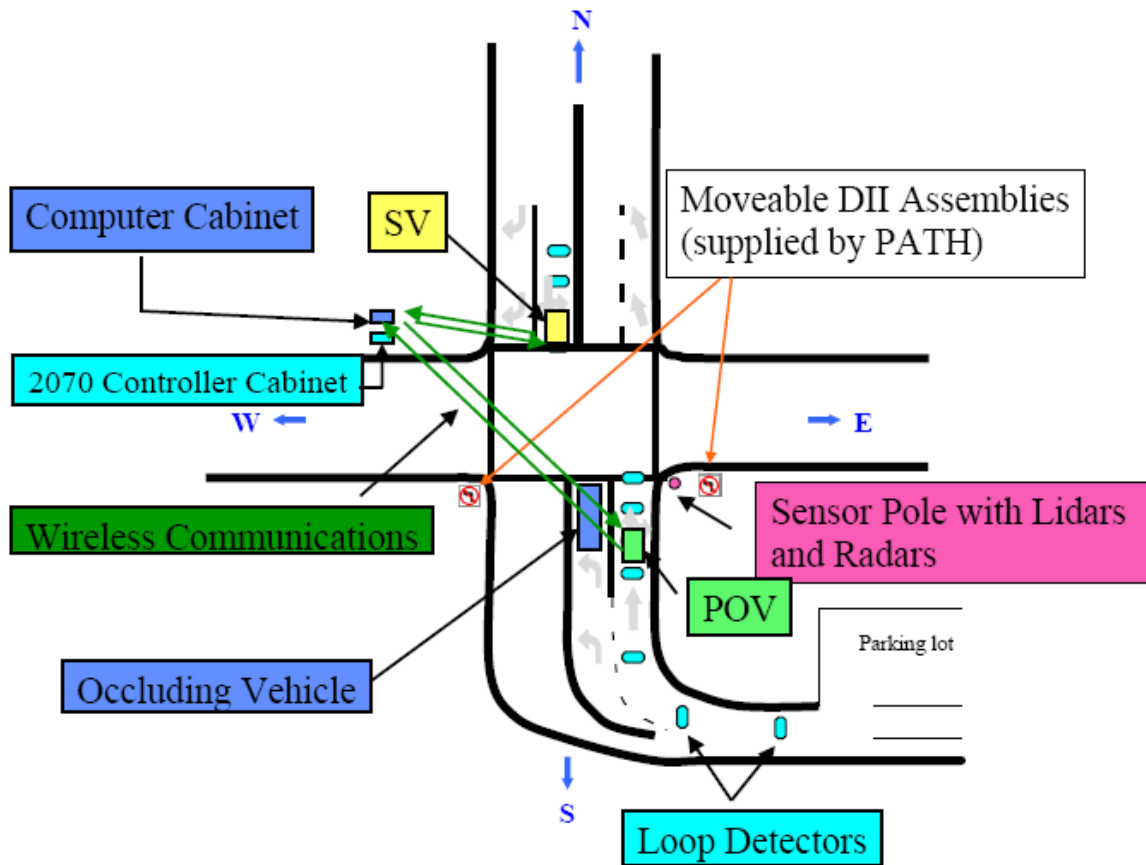 N
Computer Cabinet
SV
Moveable DII Assemblies
(supplied by PATH)
2070 Controller Cabinet
W
E
Wireless Communications
Sensor Pole with Lidars
and Radars
POV
Parking lot
Occluding Vehicle
S
Loop Detectors